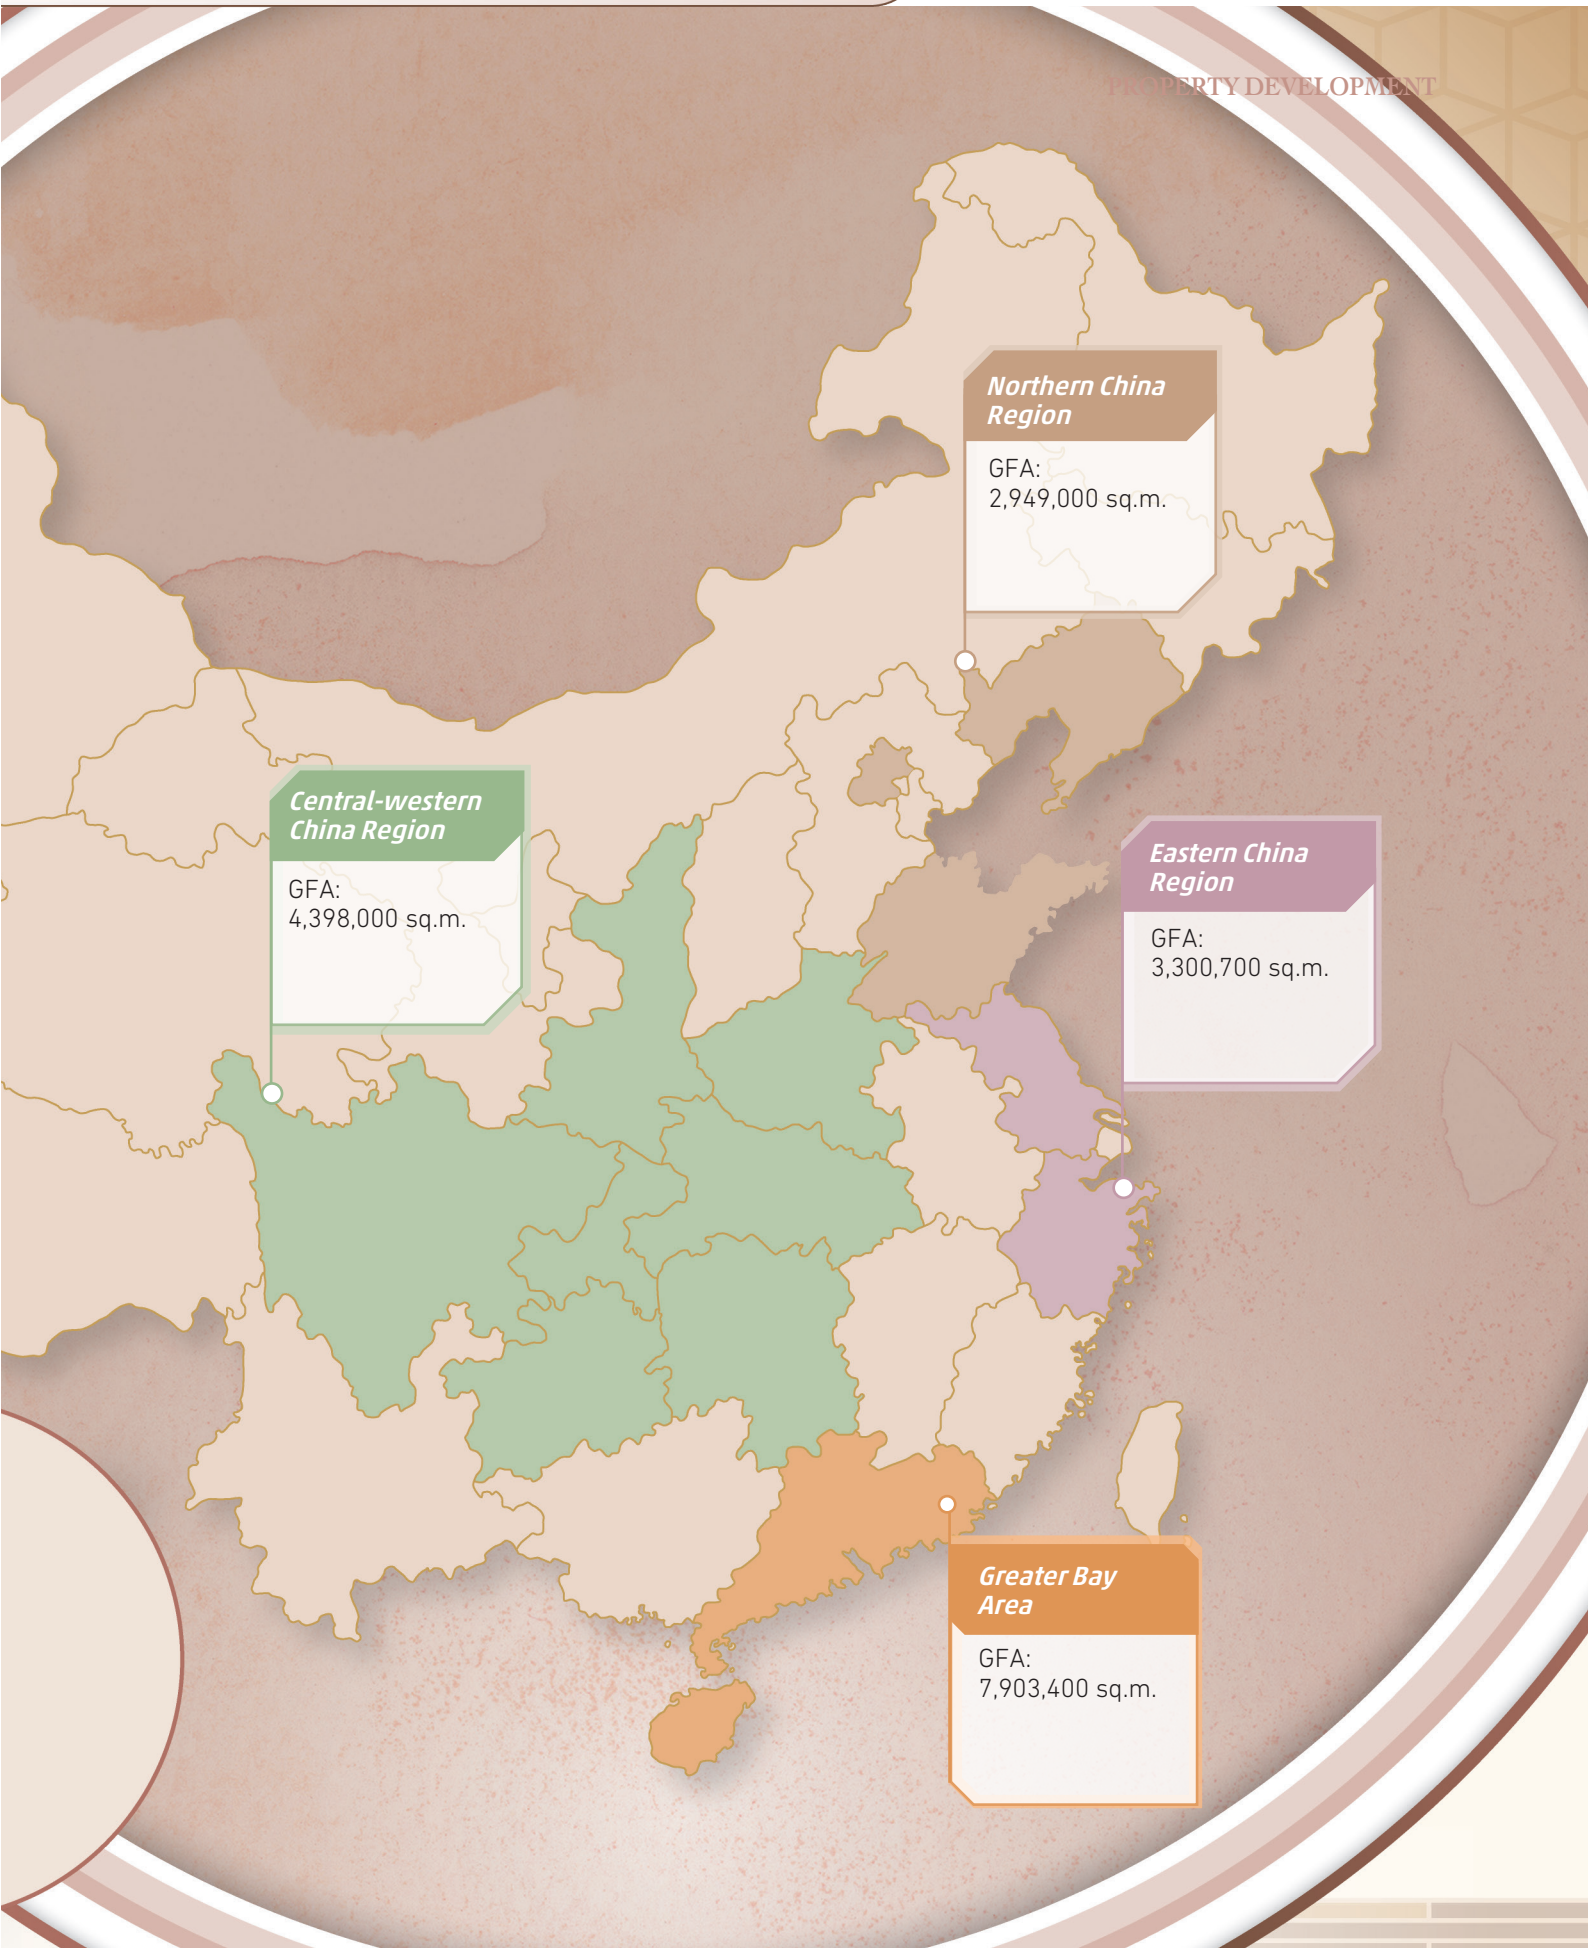 PROPERTY DEVELOPMENT
Northern China
Region
GFA:
2,949,000 sq.m.
Central-western
China Region
GFA:
4,398,000 sq.m.
Eastern China
Region
GFA:
3,300,700 sq.m.
Greater Bay
Area
GFA:
7,903,400 sq.m.